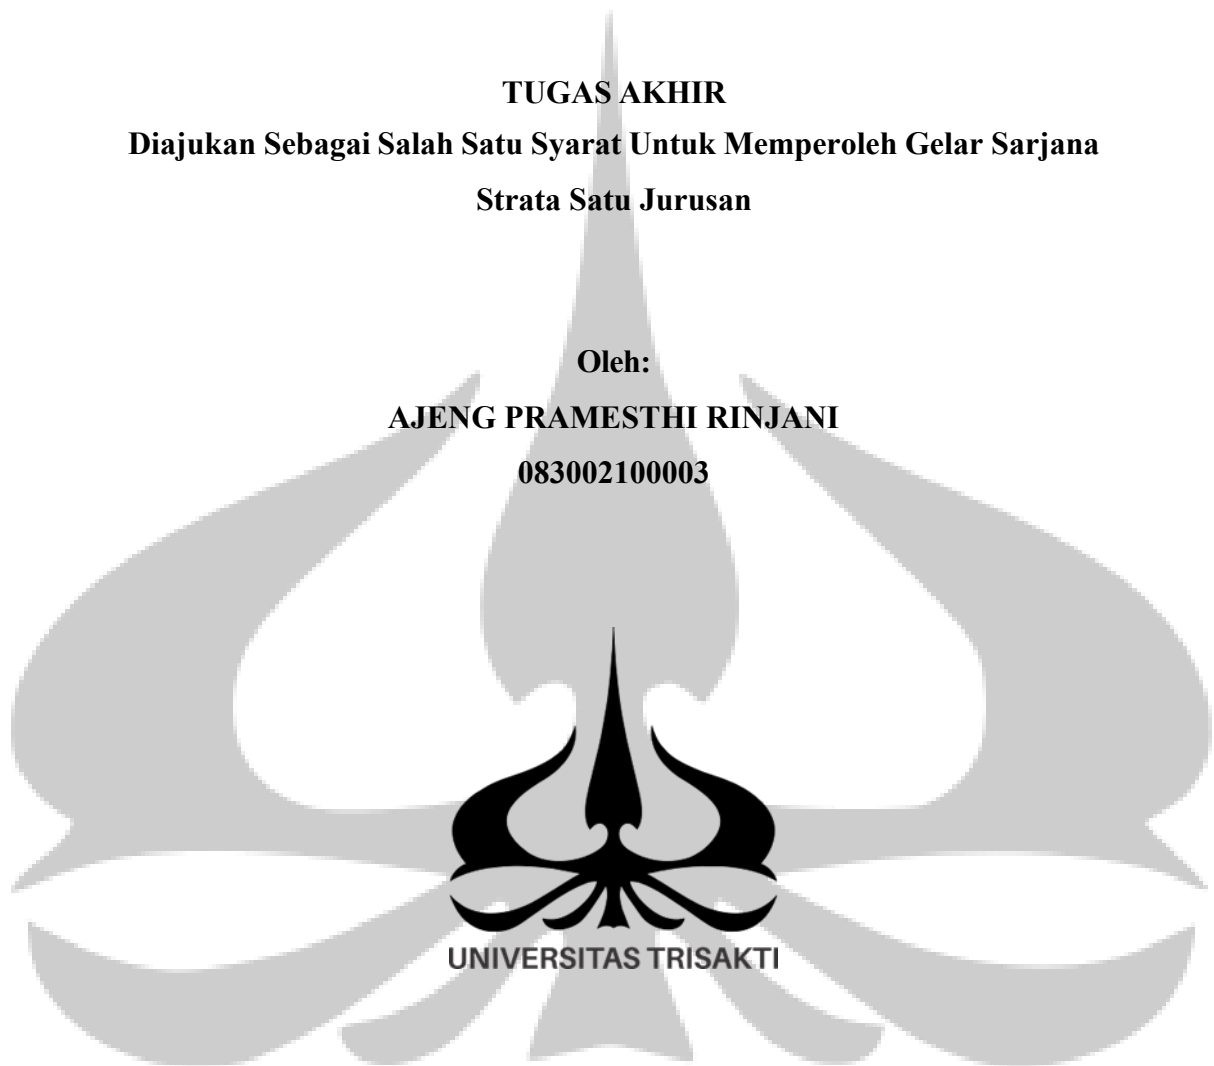 TUGAS AKHIR
Diajukan Sebagai Salah Satu Syarat Untuk Memperoleh Gelar Sarjana
Strata Satu Jurusan
Oleh:
AJENG PRAMESTHI RINJANI
083002100003
UNIVERSITAS TRISAKTI